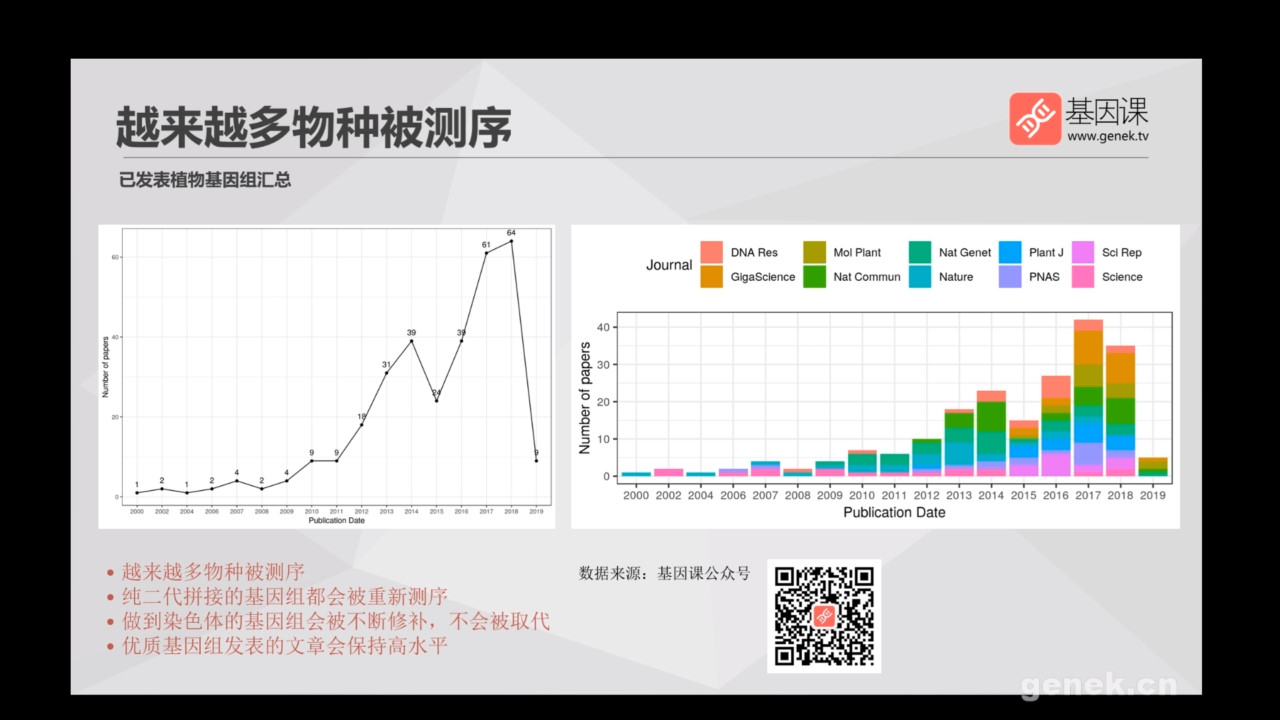 越来越多物种被测序
基因课
www.genek.tv
已发表植物基因组汇总
Number of papers
60
40
20
0
1 2 1 2 4 2 4 9 9 18 31 39 24 39 61 64 9
2000 2002 2004 2006 2007 2008 2009 2010 2011 2012 2013 2014 2015 2016 2017 2018 2019
Publication Date
Journal
DNA Res Mol Plant Nat Genet Plant J Sci Rep
GigaScience Nat Commun Nature PNAS Science
Number of papers
40
30
20
10
0
2000 2002 2004 2006 2007 2008 2009 2010 2011 2012 2013 2014 2015 2016 2017 2018 2019
Publication Date
• 越来越多物种被测序
• 纯二代拼接的基因组都会被重新测序
• 做到染色体的基因组会被不断修补，不会被取代
• 优质基因组发表的文章会保持高水平
数据来源：基因课公众号
genek.cn